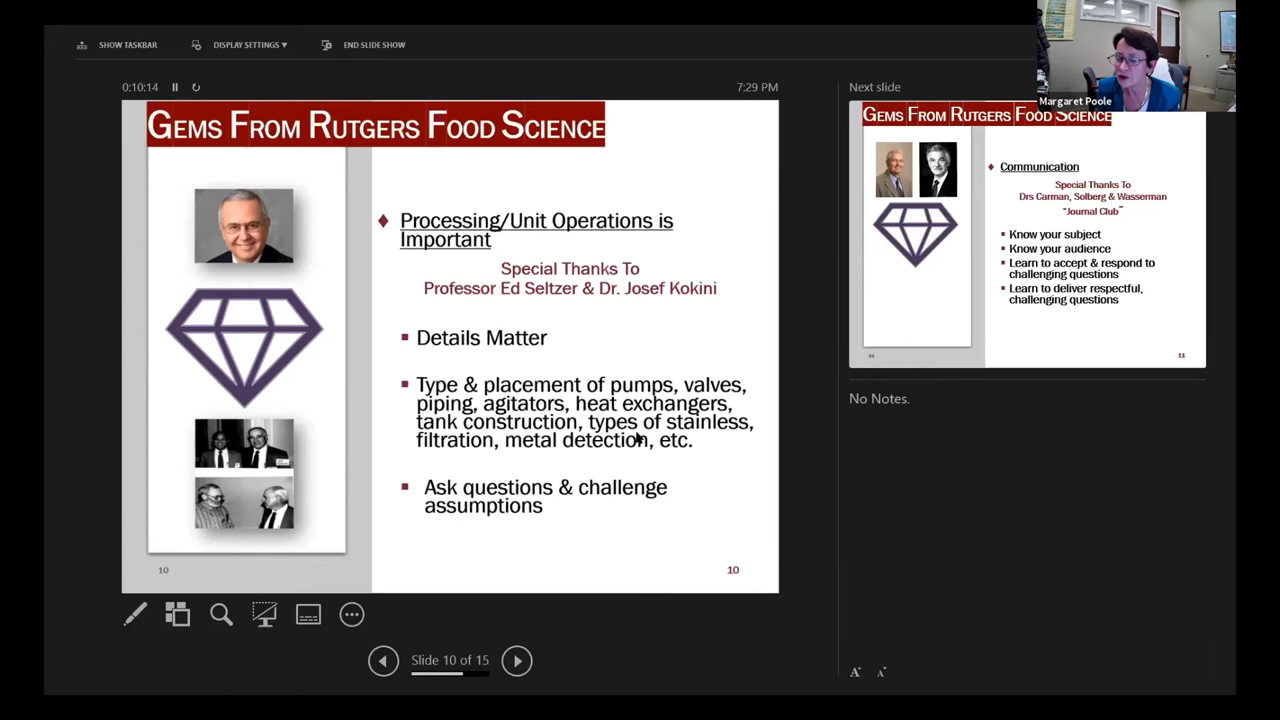 SHOW TASKBAR
DISPLAY SETTINGS ▼
END SLIDE SHOW
0:10:14
7:29 PM
GEMS FROM RUTGERS FOOD SCIENCE
Processing/Unit Operations is
Important
Special Thanks To
Professor Ed Seltzer & Dr. Josef Kokini
Details Matter
Type & placement of pumps, valves,
piping, agitators, heat exchangers,
tank construction, types of stainless,
filtration, metal detection, etc.
Ask questions & challenge
assumptions
10
10
Slide 10 of 15
Next slide
Margaret Poole
GEMS FROM RUTGERS FOOD SCIENCE
Communication
Special Thanks To
Drs Carman, Solberg & Wasserman
"Journal Club"
Know your subject
Know your audience
Learn to accept & respond to
challenging questions
Learn to deliver respectful,
challenging questions
11
11
No Notes.
A
A